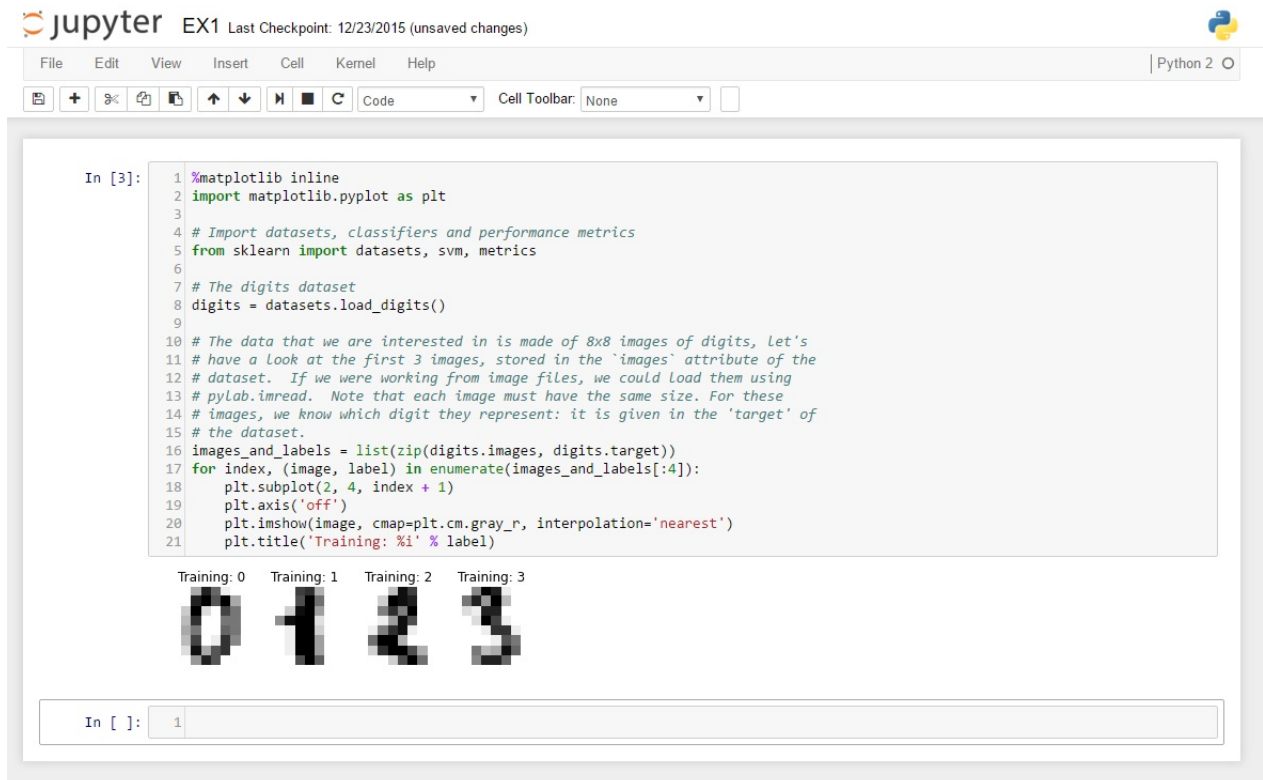 jupyter EX1 Last Checkpoint: 12/23/2015 (unsaved changes)
File Edit View Insert Cell Kernel Help Python 2
Code Cell Toolbar: None
In [3]:
1 %matplotlib inline
2 import matplotlib.pyplot as plt
3
4 # Import datasets, classifiers and performance metrics
5 from sklearn import datasets, svm, metrics
6
7 # The digits dataset
8 digits = datasets.load_digits()
9
10 # The data that we are interested in is made of 8x8 images of digits, let's
11 # have a look at the first 3 images, stored in the `images` attribute of the
12 # dataset.  If we were working from image files, we could load them using
13 # pylab.imread.  Note that each image must have the same size. For these
14 # images, we know which digit they represent: it is given in the 'target' of
15 # the dataset.
16 images_and_labels = list(zip(digits.images, digits.target))
17 for index, (image, label) in enumerate(images_and_labels[:4]):
18     plt.subplot(2, 4, index + 1)
19     plt.axis('off')
20     plt.imshow(image, cmap=plt.cm.gray_r, interpolation='nearest')
21     plt.title('Training: %i' % label)
Training: 0 Training: 1 Training: 2 Training: 3
0 1 2 3
In [ ]: 1